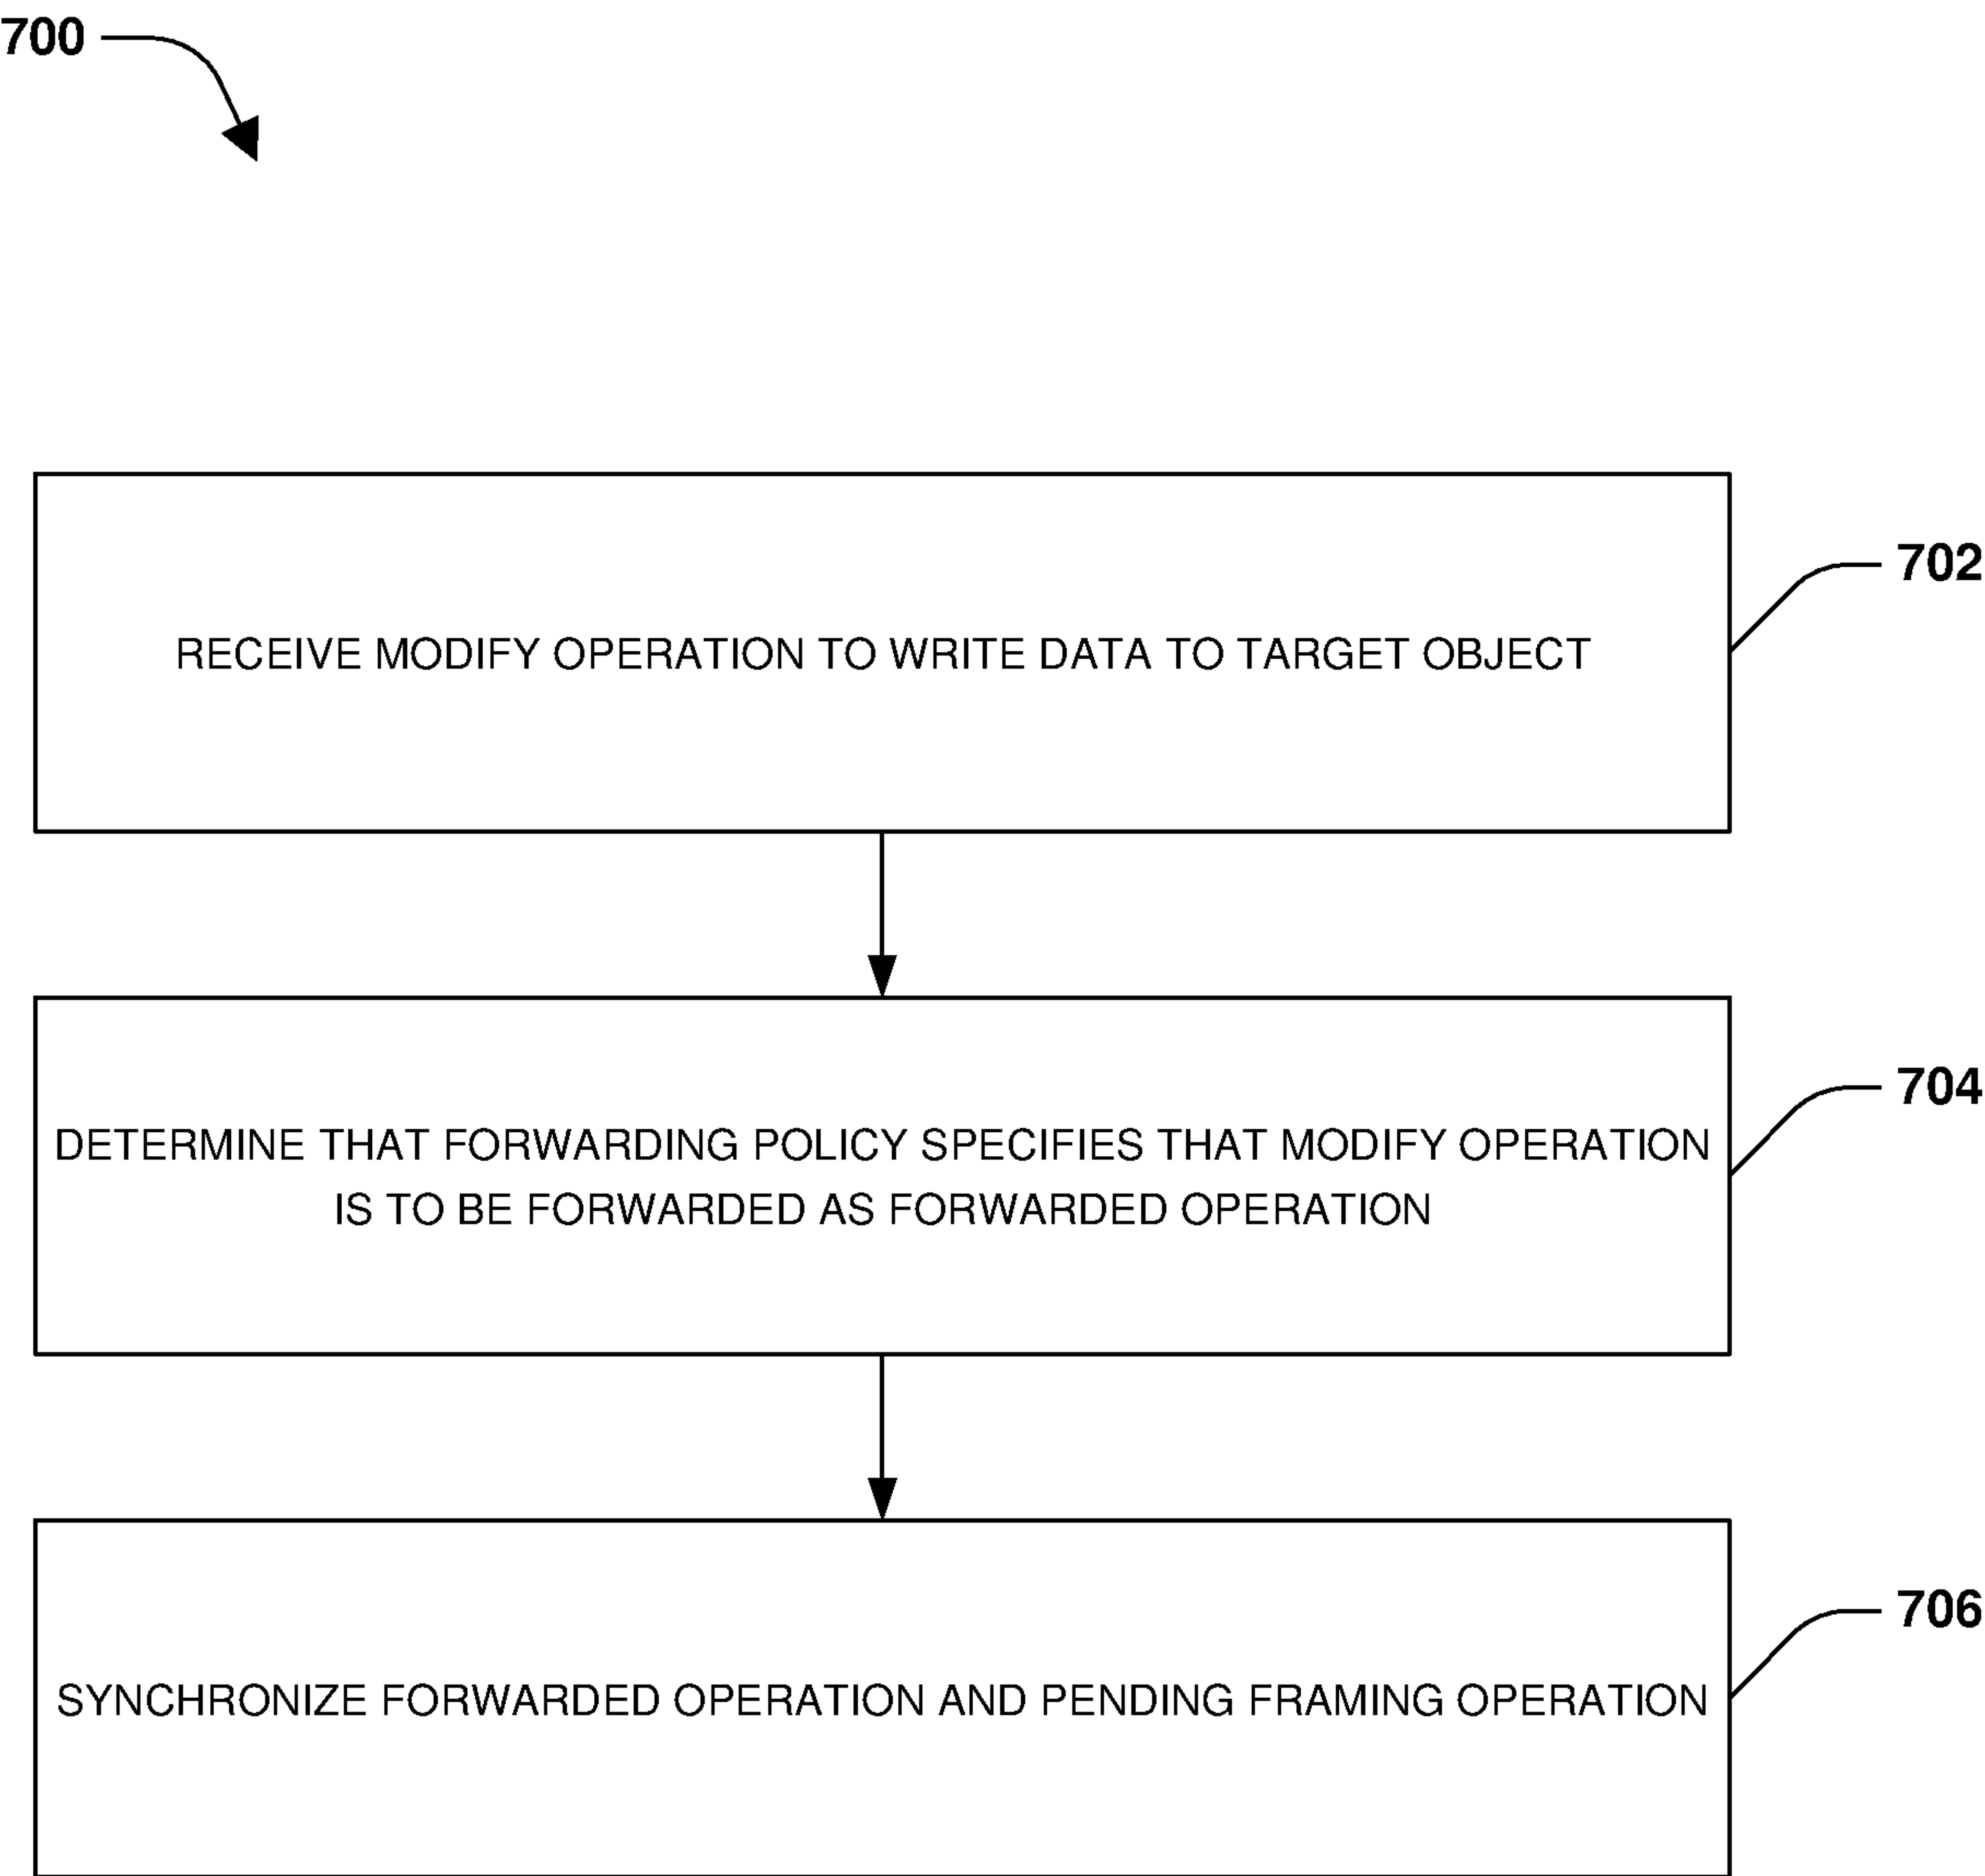 700
RECEIVE MODIFY OPERATION TO WRITE DATA TO TARGET OBJECT
702
DETERMINE THAT FORWARDING POLICY SPECIFIES THAT MODIFY OPERATION
IS TO BE FORWARDED AS FORWARDED OPERATION
704
SYNCHRONIZE FORWARDED OPERATION AND PENDING FRAMING OPERATION
706